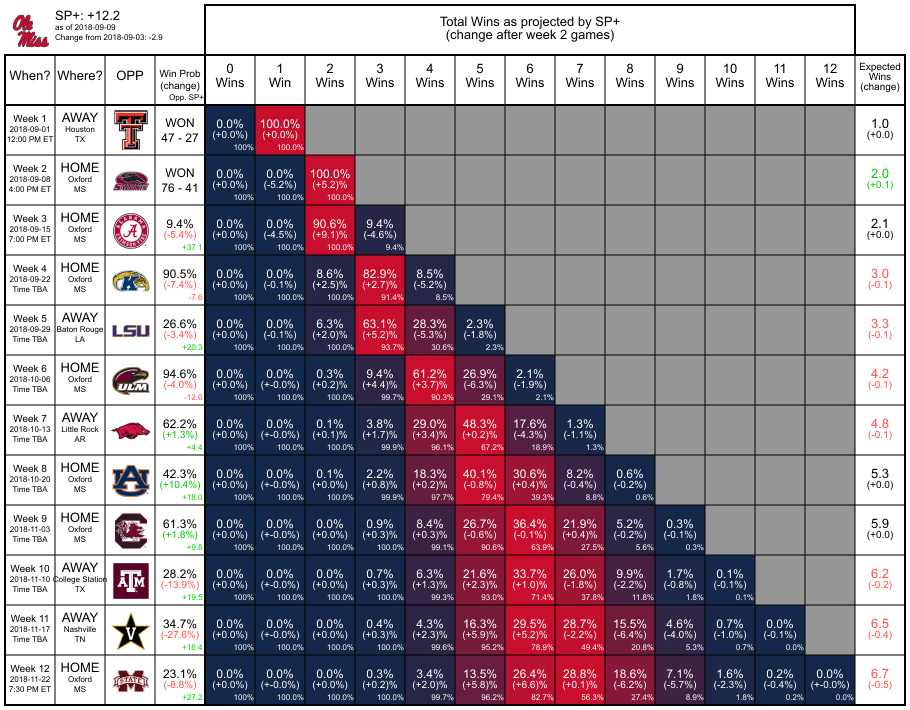 Ole Miss
SP+: +12.2
as of 2018-09-09
Change from 2018-09-03: -2.9
Total Wins as projected by SP+
(change after week 2 games)
When? Where? OPP Win Prob (change) Opp. SP+ 0 Wins 1 Win 2 Wins 3 Wins 4 Wins 5 Wins 6 Wins 7 Wins 8 Wins 9 Wins 10 Wins 11 Wins 12 Wins Expected Wins (change)
Week 1 AWAY WON 0.0% 100.0% 1.0
2018-09-01 Houston T 47 - 27 (+0.0%) (+0.0%) (+0.0)
12:00 PM ET TX 100% 100.0%
Week 2 HOME WON 0.0% 0.0% 100.0% 2.0
2018-09-08 Oxford 76 - 41 (+0.0%) (-5.2%) (+5.2)% (+0.1)
4:00 PM ET MS 100% 100.0% 100.0%
Week 3 HOME 9.4% 0.0% 0.0% 90.6% 9.4% 2.1
2018-09-15 Oxford A (-5.4%) (+0.0%) (-4.5%) (+9.1)% (-4.6%) (+0.0)
7:00 PM ET MS +37.1 100% 100.0% 100.0% 9.4%
Week 4 HOME 90.5% 0.0% 0.0% 8.6% 82.9% 8.5% 3.0
2018-09-22 Oxford K (-7.4%) (+0.0%) (-0.1%) (+2.5)% (+2.7)% (-5.2%) (-0.1)
Time TBA MS -7.6 100% 100.0% 100.0% 91.4% 8.5%
Week 5 AWAY 26.6% 0.0% 0.0% 6.3% 63.1% 28.3% 2.3% 3.3
2018-09-29 Baton Rouge LSU (-3.4%) (+0.0%) (-0.1%) (+2.0)% (+5.2)% (-5.3%) (-1.8%) (-0.1)
Time TBA LA +20.3 100% 100.0% 100.0% 93.7% 30.6% 2.3%
Week 6 HOME 94.6% 0.0% 0.0% 0.3% 9.4% 61.2% 26.9% 2.1% 4.2
2018-10-06 Oxford ULM (-4.0%) (+0.0%) (+-0.0%) (+0.2)% (+4.4)% (+3.7)% (-6.3%) (-1.9%) (-0.1)
Time TBA MS -12.6 100% 100.0% 100.0% 99.7% 90.3% 29.1% 2.1%
Week 7 AWAY 62.2% 0.0% 0.0% 0.1% 3.8% 29.0% 48.3% 17.6% 1.3% 4.8
2018-10-13 Little Rock (+1.3%) (+0.0%) (+-0.0%) (+0.1)% (+1.7)% (+3.4)% (+0.2)% (-4.3%) (-1.1%) (-0.1)
Time TBA AR +4.4 100% 100.0% 100.0% 99.9% 96.1% 67.2% 18.9% 1.3%
Week 8 HOME 42.3% 0.0% 0.0% 0.1% 2.2% 18.3% 40.1% 30.6% 8.2% 0.6% 5.3
2018-10-20 Oxford AU (+10.4%) (+0.0%) (+-0.0%) (+0.0%) (+0.8)% (+0.2)% (-0.8%) (+0.4)% (-0.4%) (-0.2%) (+0.0)
Time TBA MS +18.0 100% 100.0% 100.0% 99.9% 97.7% 79.4% 39.3% 8.8% 0.6%
Week 9 HOME 61.3% 0.0% 0.0% 0.0% 0.9% 8.4% 26.7% 36.4% 21.9% 5.2% 0.3% 5.9
2018-11-03 Oxford C (+1.8%) (+0.0%) (+-0.0%) (+0.0%) (+0.3)% (+0.3)% (-0.6%) (-0.1%) (+0.4)% (-0.2%) (-0.1%) (+0.0)
Time TBA MS +9.8 100% 100.0% 100.0% 100.0% 99.1% 90.6% 63.9% 27.5% 5.6% 0.3%
Week 10 AWAY 28.2% 0.0% 0.0% 0.0% 0.7% 6.3% 21.6% 33.7% 26.0% 9.9% 1.7% 0.1% 6.2
2018-11-10 College Station ATM (-13.9%) (+0.0%) (+-0.0%) (+0.0%) (+0.3)% (+1.3)% (+2.3)% (+1.0)% (-1.8%) (-2.2%) (-0.8%) (-0.1%) (-0.2)
Time TBA TX +19.5 100% 100.0% 100.0% 100.0% 99.3% 93.0% 71.4% 37.8% 11.8% 1.8% 0.1%
Week 11 AWAY 34.7% 0.0% 0.0% 0.0% 0.4% 4.3% 16.3% 29.5% 28.7% 15.5% 4.6% 0.7% 0.0% 6.5
2018-11-17 Nashville V (-27.6%) (+0.0%) (+-0.0%) (+0.0%) (+0.3)% (+2.3)% (+5.9)% (+5.2)% (-2.2%) (-6.4%) (-4.0%) (-1.0%) (-0.1%) (-0.4)
Time TBA TN +16.4 100% 100.0% 100.0% 100.0% 99.6% 95.2% 78.9% 49.4% 20.8% 5.3% 0.7% 0.0%
Week 12 HOME 23.1% 0.0% 0.0% 0.0% 0.3% 3.4% 13.5% 26.4% 28.8% 18.6% 7.1% 1.6% 0.2% 0.0% 6.7
2018-11-22 Oxford STATE (-8.8%) (+0.0%) (+-0.0%) (+0.0%) (+0.2)% (+2.0)% (+5.8)% (+6.6)% (+0.1)% (-6.2%) (-5.7%) (-2.3%) (-0.4%) (+-0.0%) (-0.5)
7:30 PM ET MS +27.2 100% 100.0% 100.0% 100.0% 99.7% 96.2% 82.7% 56.3% 27.4% 8.9% 1.8% 0.2% 0.0%